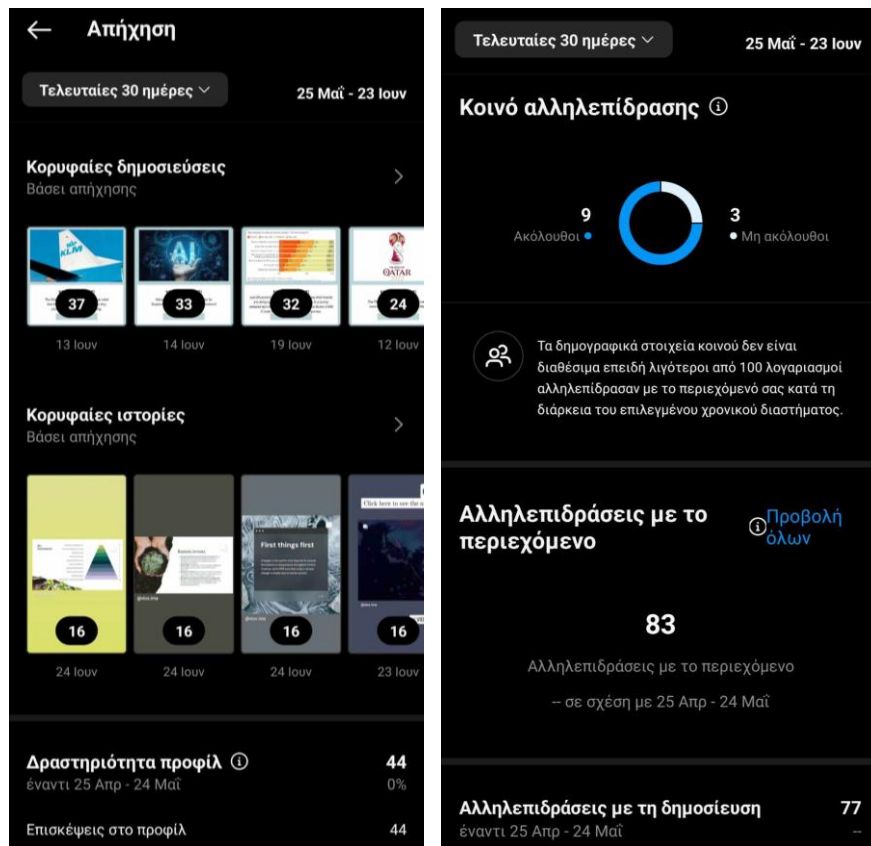 ← Απήχηση
Τελευταίες 30 ημέρες
25 Μαΐ - 23 Ιουν
Κορυφαίες δημοσιεύσεις
Βάσει απήχησης
KLM
AI
QATAR
37
33
32
24
13 Ιουν
14 Ιουν
19 Ιουν
12 Ιουν
Κορυφαίες ιστορίες
Βάσει απήχησης
Click here to see the
First things first
16
16
16
16
24 Ιουν
24 Ιουν
24 Ιουν
23 Ιουν
Δραστηριότητα προφίλ
44
έναντι 25 Απρ - 24 Μαΐ
0%
Επισκέψεις στο προφίλ
44
Τελευταίες 30 ημέρες
25 Μαΐ - 23 Ιουν
Κοινό αλληλεπίδρασης
9
Ακόλουθοι
3
Μη ακόλουθοι
Τα δημογραφικά στοιχεία κοινού δεν είναι
διαθέσιμα επειδή λιγότεροι από 100 λογαριασμοί
αλληλεπίδρασαν με το περιεχόμενό σας κατά τη
διάρκεια του επιλεγμένου χρονικού διαστήματος.
Αλληλεπιδράσεις με το
περιεχόμενο
Προβολή
όλων
83
Αλληλεπιδράσεις με το περιεχόμενο
-- σε σχέση με 25 Απρ - 24 Μαΐ
Αλληλεπιδράσεις με τη δημοσίευση
77
έναντι 25 Απρ - 24 Μαΐ
--